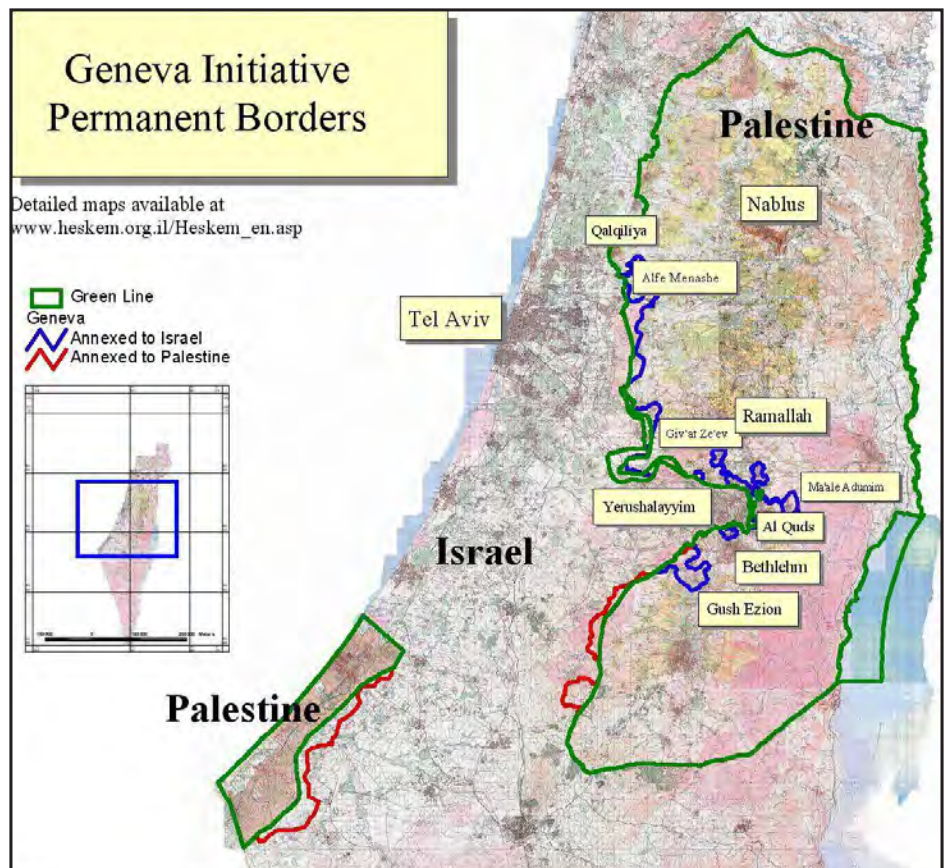 Geneva Initiative
Permanent Borders
Detailed maps available at
www.heskem.org.il/Heskem_en.asp
Green Line
Geneva
Annexed to Israel
Annexed to Palestine
Palestine
Nablus
Qalqiliya
Alfe Menashe
Tel Aviv
Ramallah
Giv'at Ze'ev
Ma'ale Adumim
Yerushalayyim
Al Quds
Israel
Bethlehm
Gush Ezion
Palestine